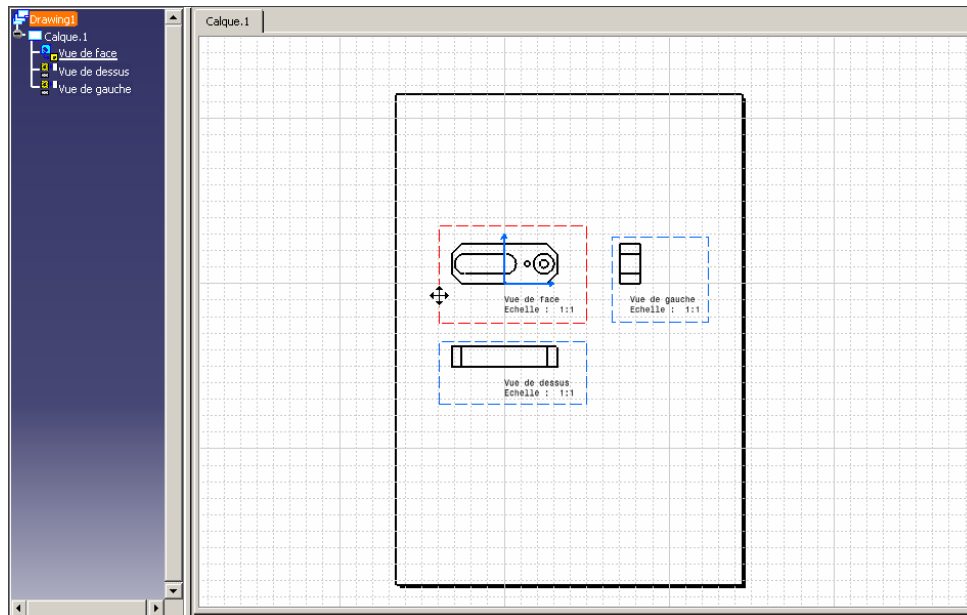 Drawing1
Calque.1
Vue de face
Vue de dessus
Vue de gauche
Calque.1
Vue de face
Echelle : 1:1
Vue de gauche
Echelle : 1:1
Vue de dessus
Echelle : 1:1